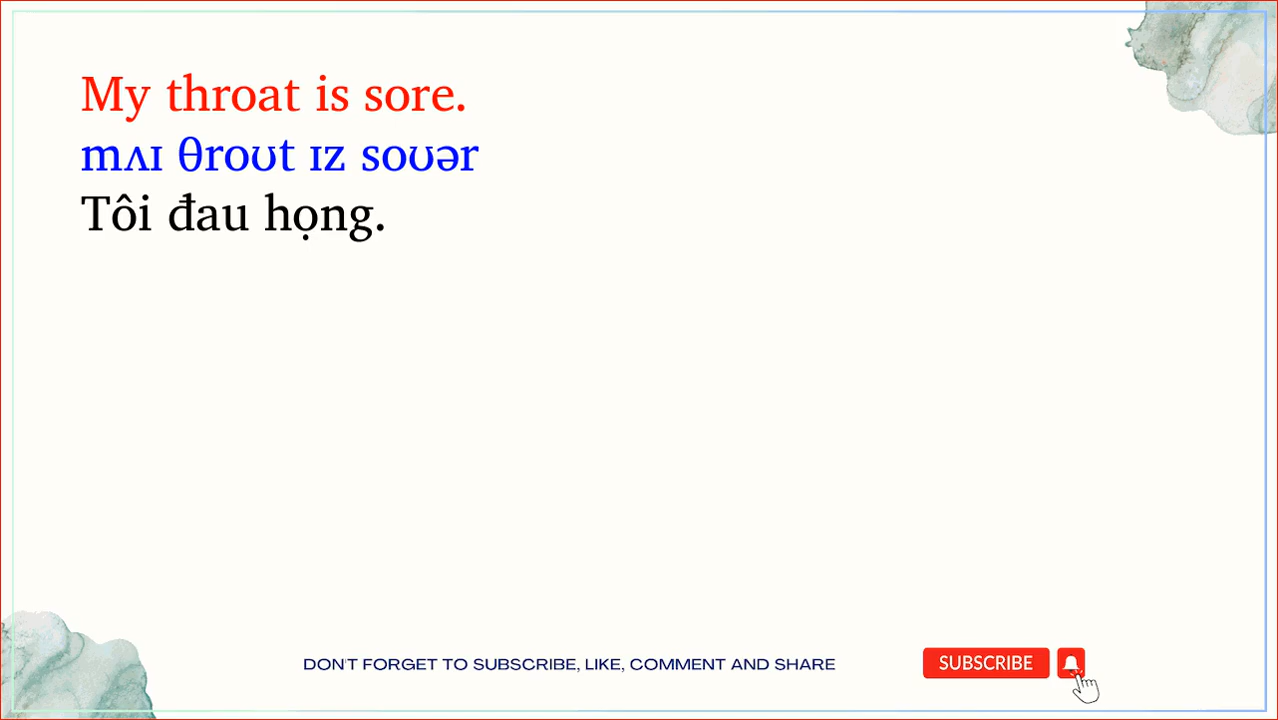 My throat is sore.
mʌɪ θroʊt ɪz soʊər
Tôi đau họng.
DON'T FORGET TO SUBSCRIBE, LIKE, COMMENT AND SHARE
SUBSCRIBE